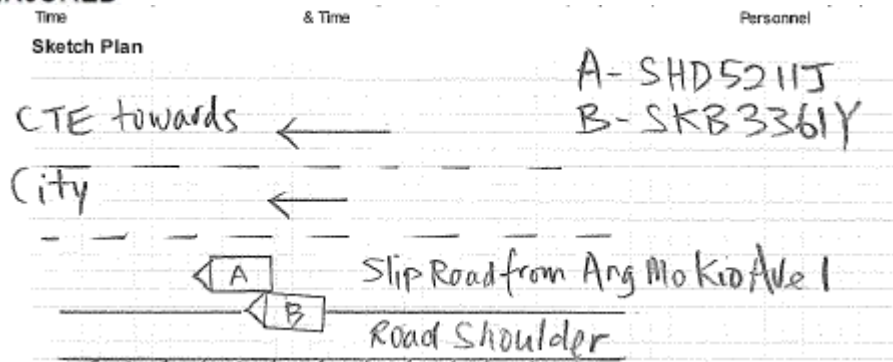 Time & Time Personnel
Sketch Plan
A- SHD5211J
B- SKB3361Y
CTE towards
City
A Slip Road from Ang Mo Kio Ave 1
B
Road Shoulder